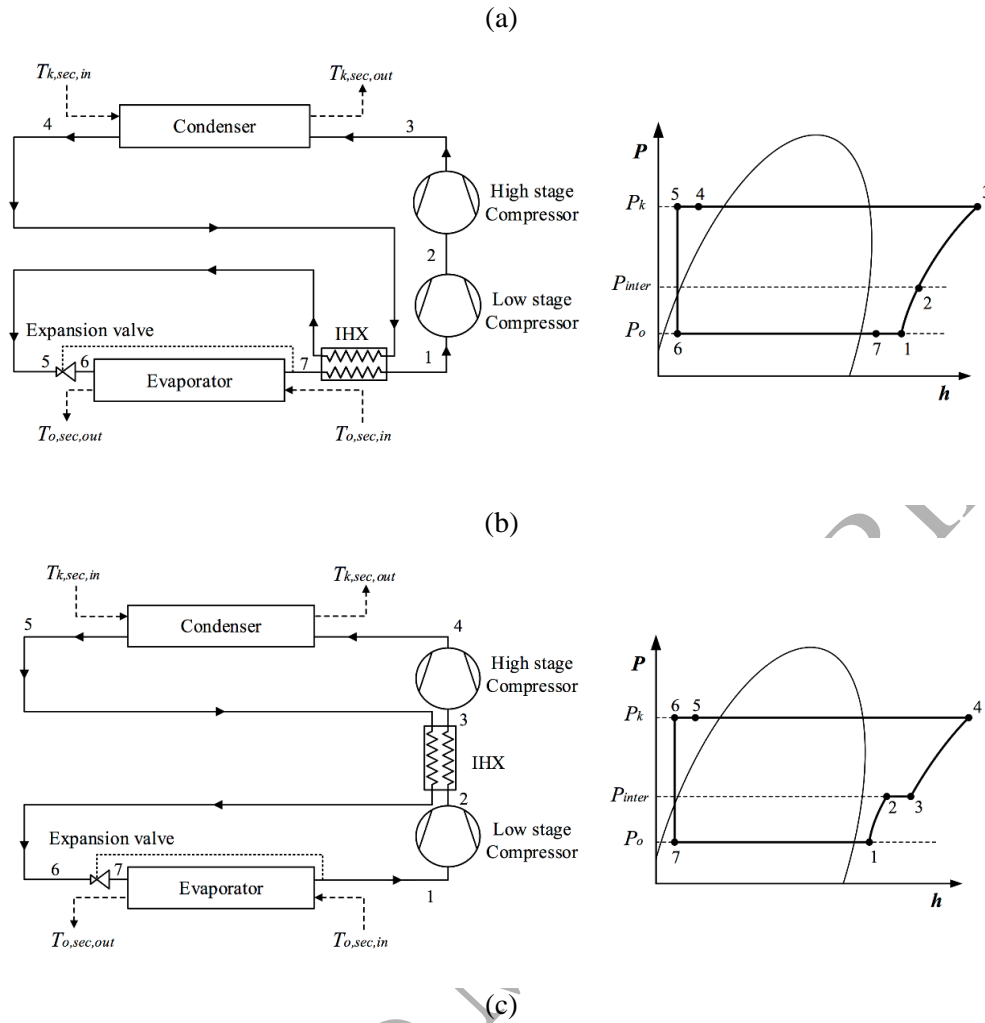 (a)
Tk,sec,in
Tk,sec,out
4
Condenser
3
High stage
Compressor
2
Low stage
Compressor
IHX
1
Expansion valve
5
6
7
Evaporator
To,sec,out
To,sec,in
P
Pk
5
4
3
Pinter
2
Po
6
7
1
h
(b)
Tk,sec,in
Tk,sec,out
5
Condenser
4
High stage
Compressor
3
IHX
2
Low stage
Compressor
Expansion valve
6
7
Evaporator
1
To,sec,out
To,sec,in
P
Pk
6
5
4
Pinter
2
3
Po
7
1
h
(c)